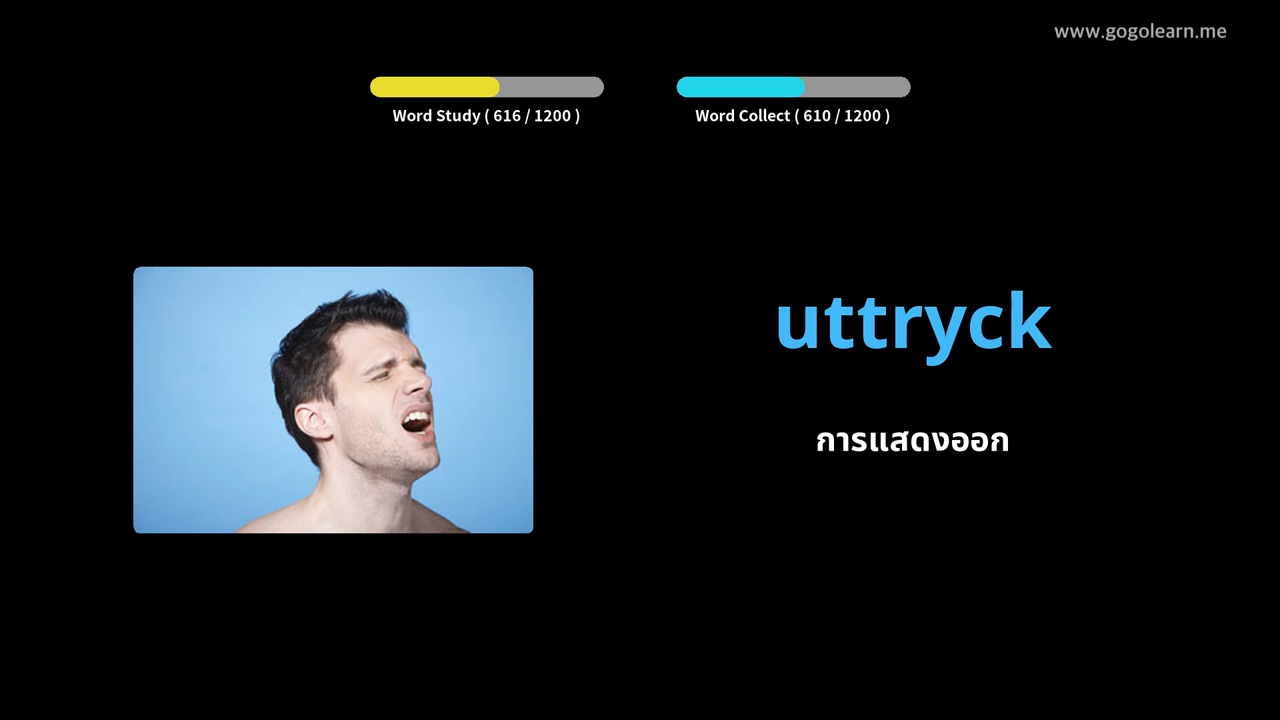 www.gogolearn.me
Word Study ( 616 / 1200 )
Word Collect ( 610 / 1200 )
uttryck
การแสดงออก